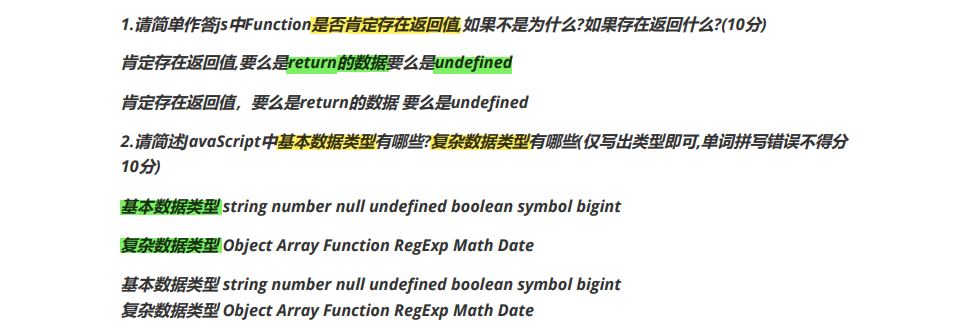 1.请简单作答js中Function是否肯定存在返回值,如果不是为什么?如果存在返回什么?(10分)
肯定存在返回值,要么是return的数据要么是undefined
肯定存在返回值，要么是return的数据 要么是undefined
2.请简述JavaScript中基本数据类型有哪些?复杂数据类型有哪些(仅写出类型即可,单词拼写错误不得分
10分)
基本数据类型 string number null undefined boolean symbol bigint
复杂数据类型 Object Array Function RegExp Math Date
基本数据类型 string number null undefined boolean symbol bigint
复杂数据类型 Object Array Function RegExp Math Date